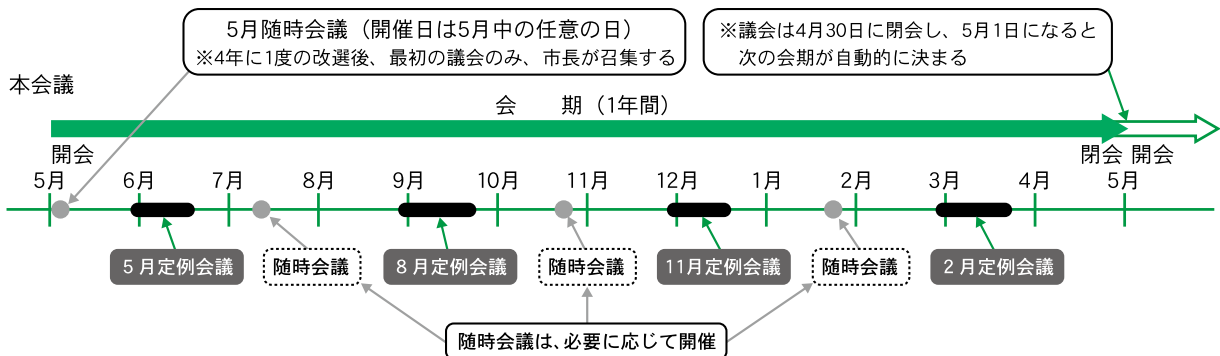 5月随時会議（開催日は5月中の任意の日）
※4年に1度の改選後、最初の議会のみ、市長が召集する
※議会は4月30日に閉会し、5月1日になると
次の会期が自動的に決まる
本会議
会　期（1年間）
開会
閉会 開会
5月 6月 7月 8月 9月 10月 11月 12月 1月 2月 3月 4月 5月
5月定例会議 随時会議 8月定例会議 随時会議 11月定例会議 随時会議 2月定例会議
随時会議は、必要に応じて開催